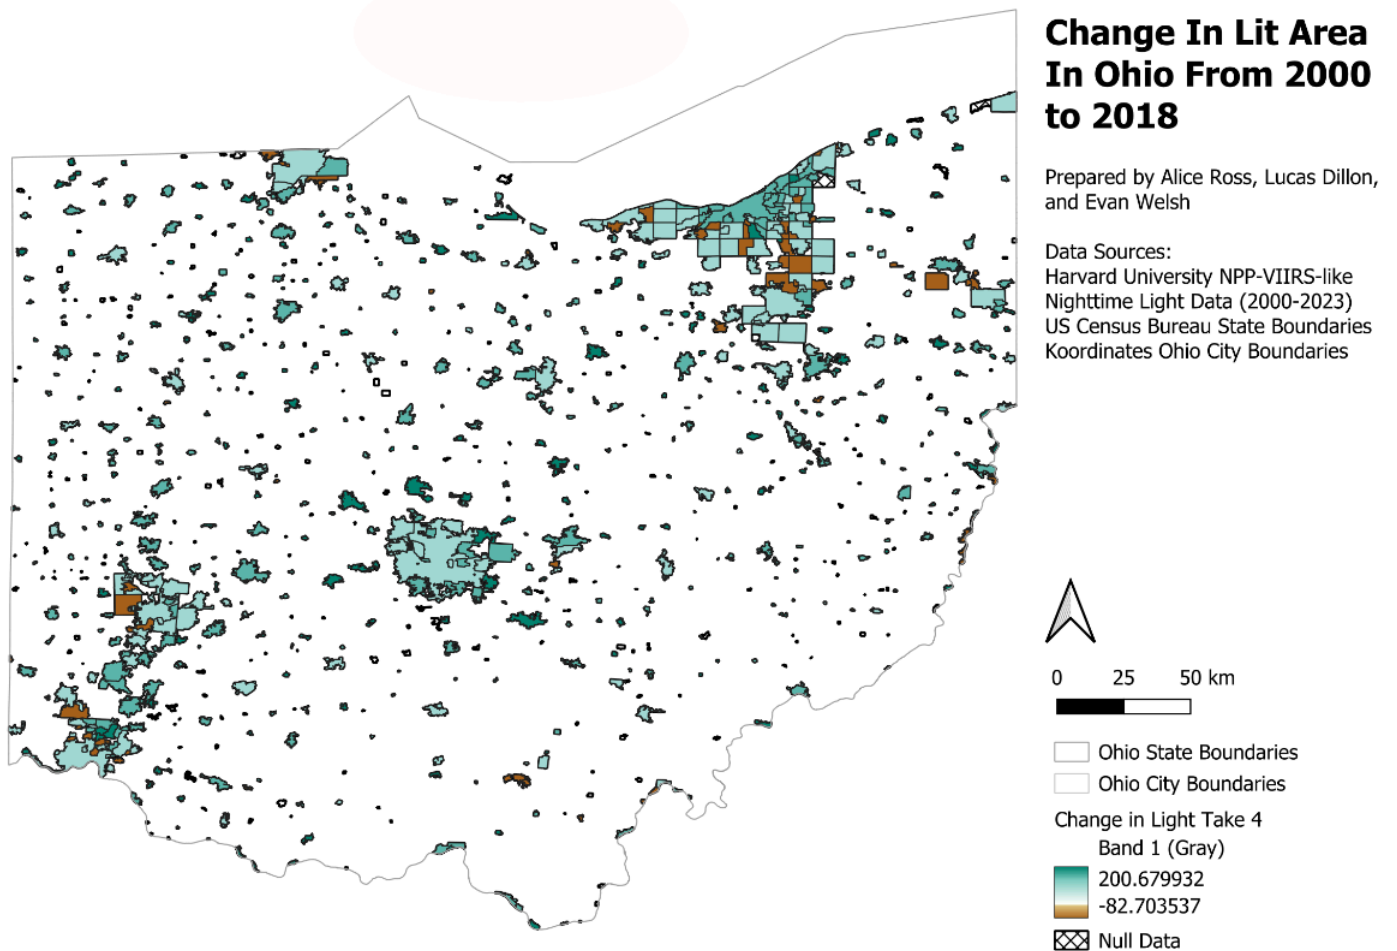 Change In Lit Area
In Ohio From 2000
to 2018
Prepared by Alice Ross, Lucas Dillon,
and Evan Welsh
Data Sources:
Harvard University NPP-VIIRS-like
Nighttime Light Data (2000-2023)
US Census Bureau State Boundaries
Koordinates Ohio City Boundaries
0 25 50 km
Ohio State Boundaries
Ohio City Boundaries
Change in Light Take 4
Band 1 (Gray)
200.679932
-82.703537
Null Data